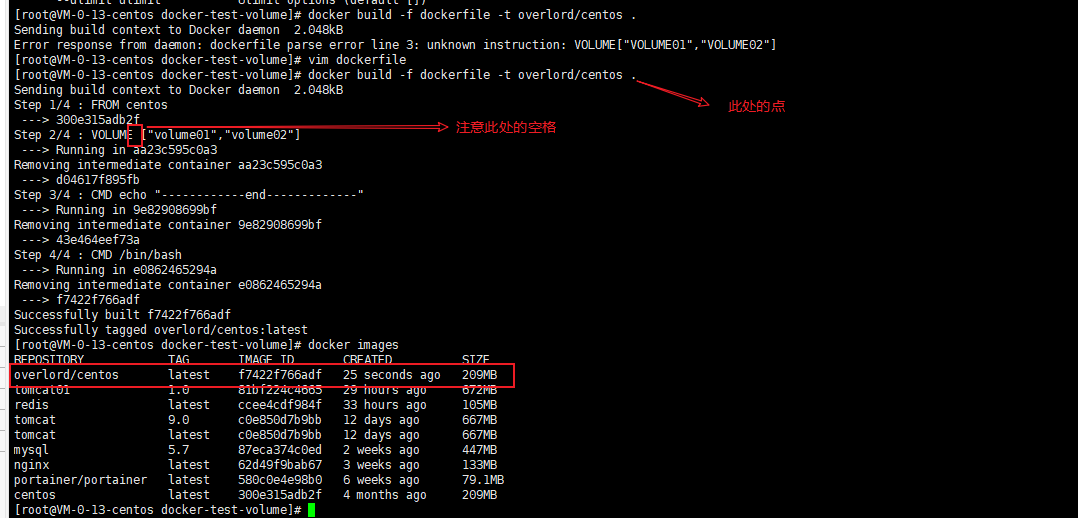 --ulimit ulimit          Ulimit options (default [])
[root@VM-0-13-centos docker-test-volume]# docker build -f dockerfile -t overlord/centos .
Sending build context to Docker daemon  2.048kB
Error response from daemon: dockerfile parse error line 3: unknown instruction: VOLUME["VOLUME01","VOLUME02"]
[root@VM-0-13-centos docker-test-volume]# vim dockerfile
[root@VM-0-13-centos docker-test-volume]# docker build -f dockerfile -t overlord/centos .
此处的点
Sending build context to Docker daemon  2.048kB
Step 1/4 : FROM centos
 ---> 300e315adb2f
注意此处的空格
Step 2/4 : VOLUME ["volume01","volume02"]
 ---> Running in aa23c595c0a3
Removing intermediate container aa23c595c0a3
 ---> d04617f895fb
Step 3/4 : CMD echo "------------end-------------"
 ---> Running in 9e82908699bf
Removing intermediate container 9e82908699bf
 ---> 43e464eef73a
Step 4/4 : CMD /bin/bash
 ---> Running in e0862465294a
Removing intermediate container e0862465294a
 ---> f7422f766adf
Successfully built f7422f766adf
Successfully tagged overlord/centos:latest
[root@VM-0-13-centos docker-test-volume]# docker images
REPOSITORY            TAG       IMAGE ID       CREATED          SIZE
overlord/centos       latest    f7422f766adf   25 seconds ago   209MB
tomcat01              1.0       81bf224c4665   29 hours ago     672MB
redis                 latest    ccee4cdf984f   33 hours ago     105MB
tomcat                9.0       c0e850d7b9bb   12 days ago      667MB
tomcat                latest    c0e850d7b9bb   12 days ago      667MB
mysql                 5.7       87eca374c0ed   2 weeks ago      447MB
nginx                 latest    62d49f9bab67   3 weeks ago      133MB
portainer/portainer   latest    580c0e4e98b0   6 weeks ago      79.1MB
centos                latest    300e315adb2f   4 months ago     209MB
[root@VM-0-13-centos docker-test-volume]#